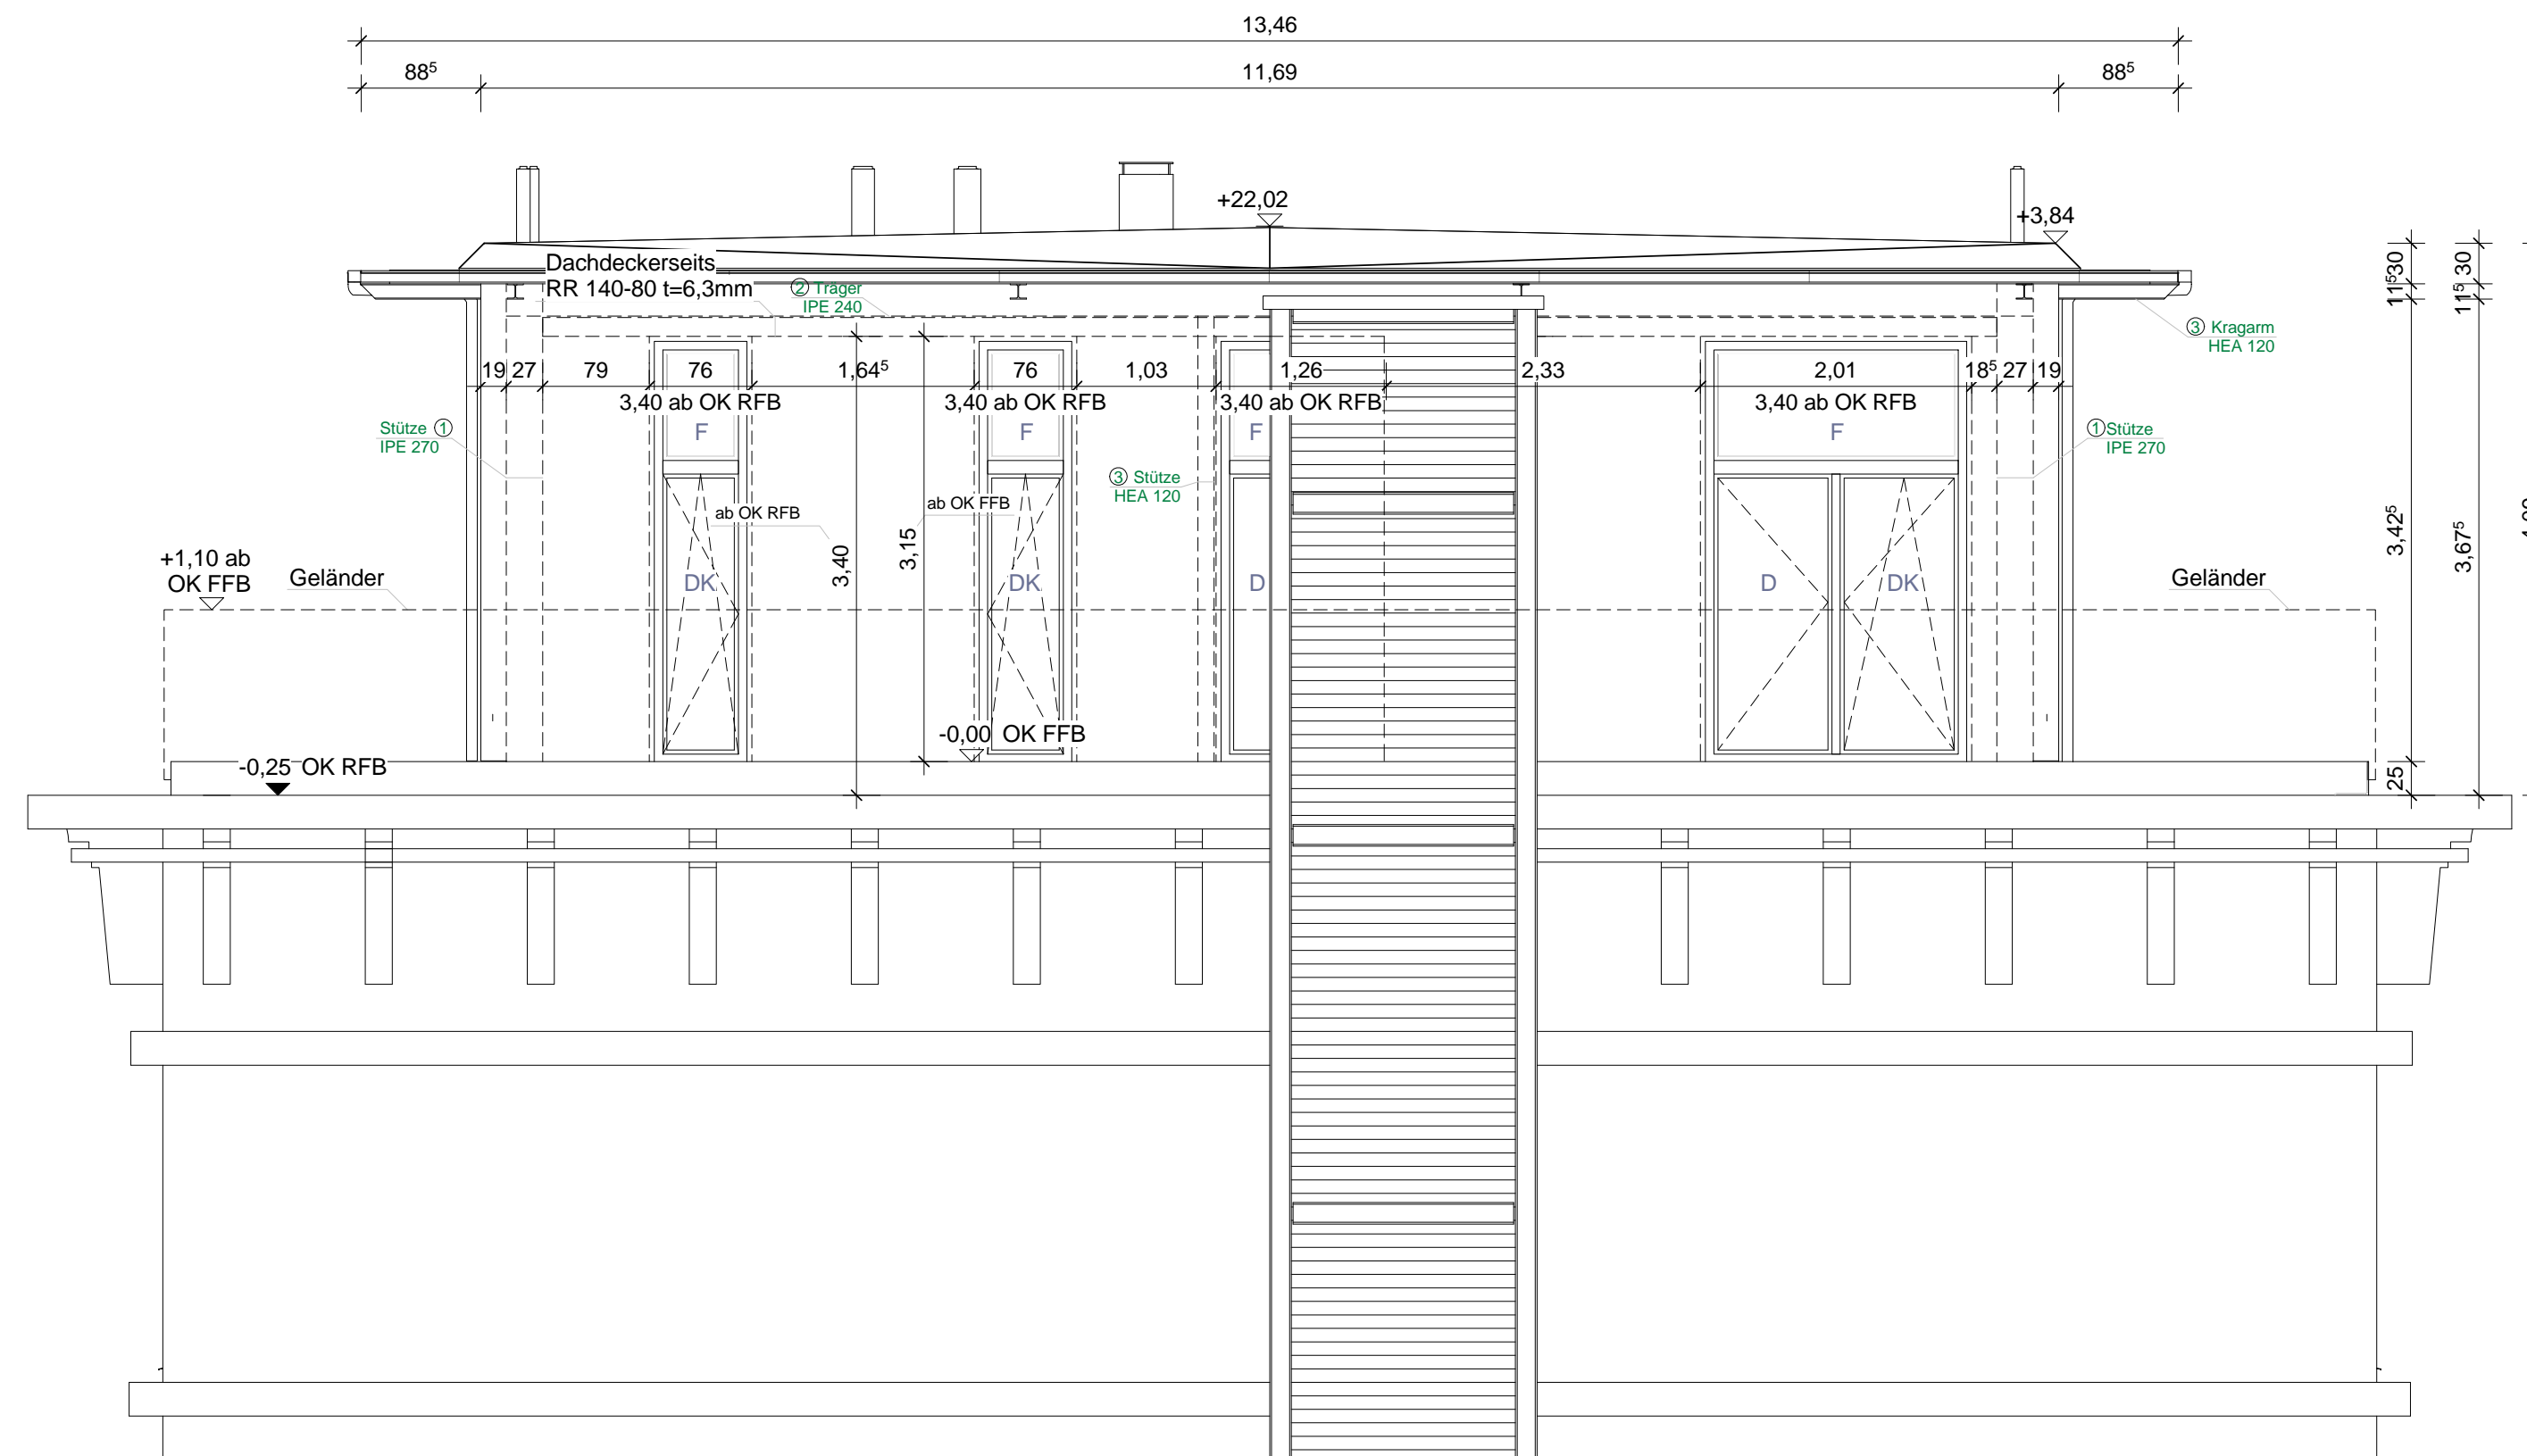 13,46
88⁵ 11,69 88⁵
+22,02
+3,84
Dachdeckerseits
RR 140-80 t=6,3mm
② Träger
IPE 240
30
11⁵
30
11⁵
③ Kragarm
HEA 120
19 27 79 76 1,64⁵ 76 1,03 1,26 2,33 2,01 18⁵ 27 19
3,40 ab OK RFB 3,40 ab OK RFB 3,40 ab OK RFB 3,40 ab OK RFB
F F F F
Stütze ①
IPE 270
① Stütze
IPE 270
③ Stütze
HEA 120
ab OK RFB
ab OK FFB
3,40
3,15
3,42⁵
3,67⁵
+1,10 ab
OK FFB
Geländer
DK DK D D DK
Geländer
-0,00 OK FFB
-0,25 OK RFB
25